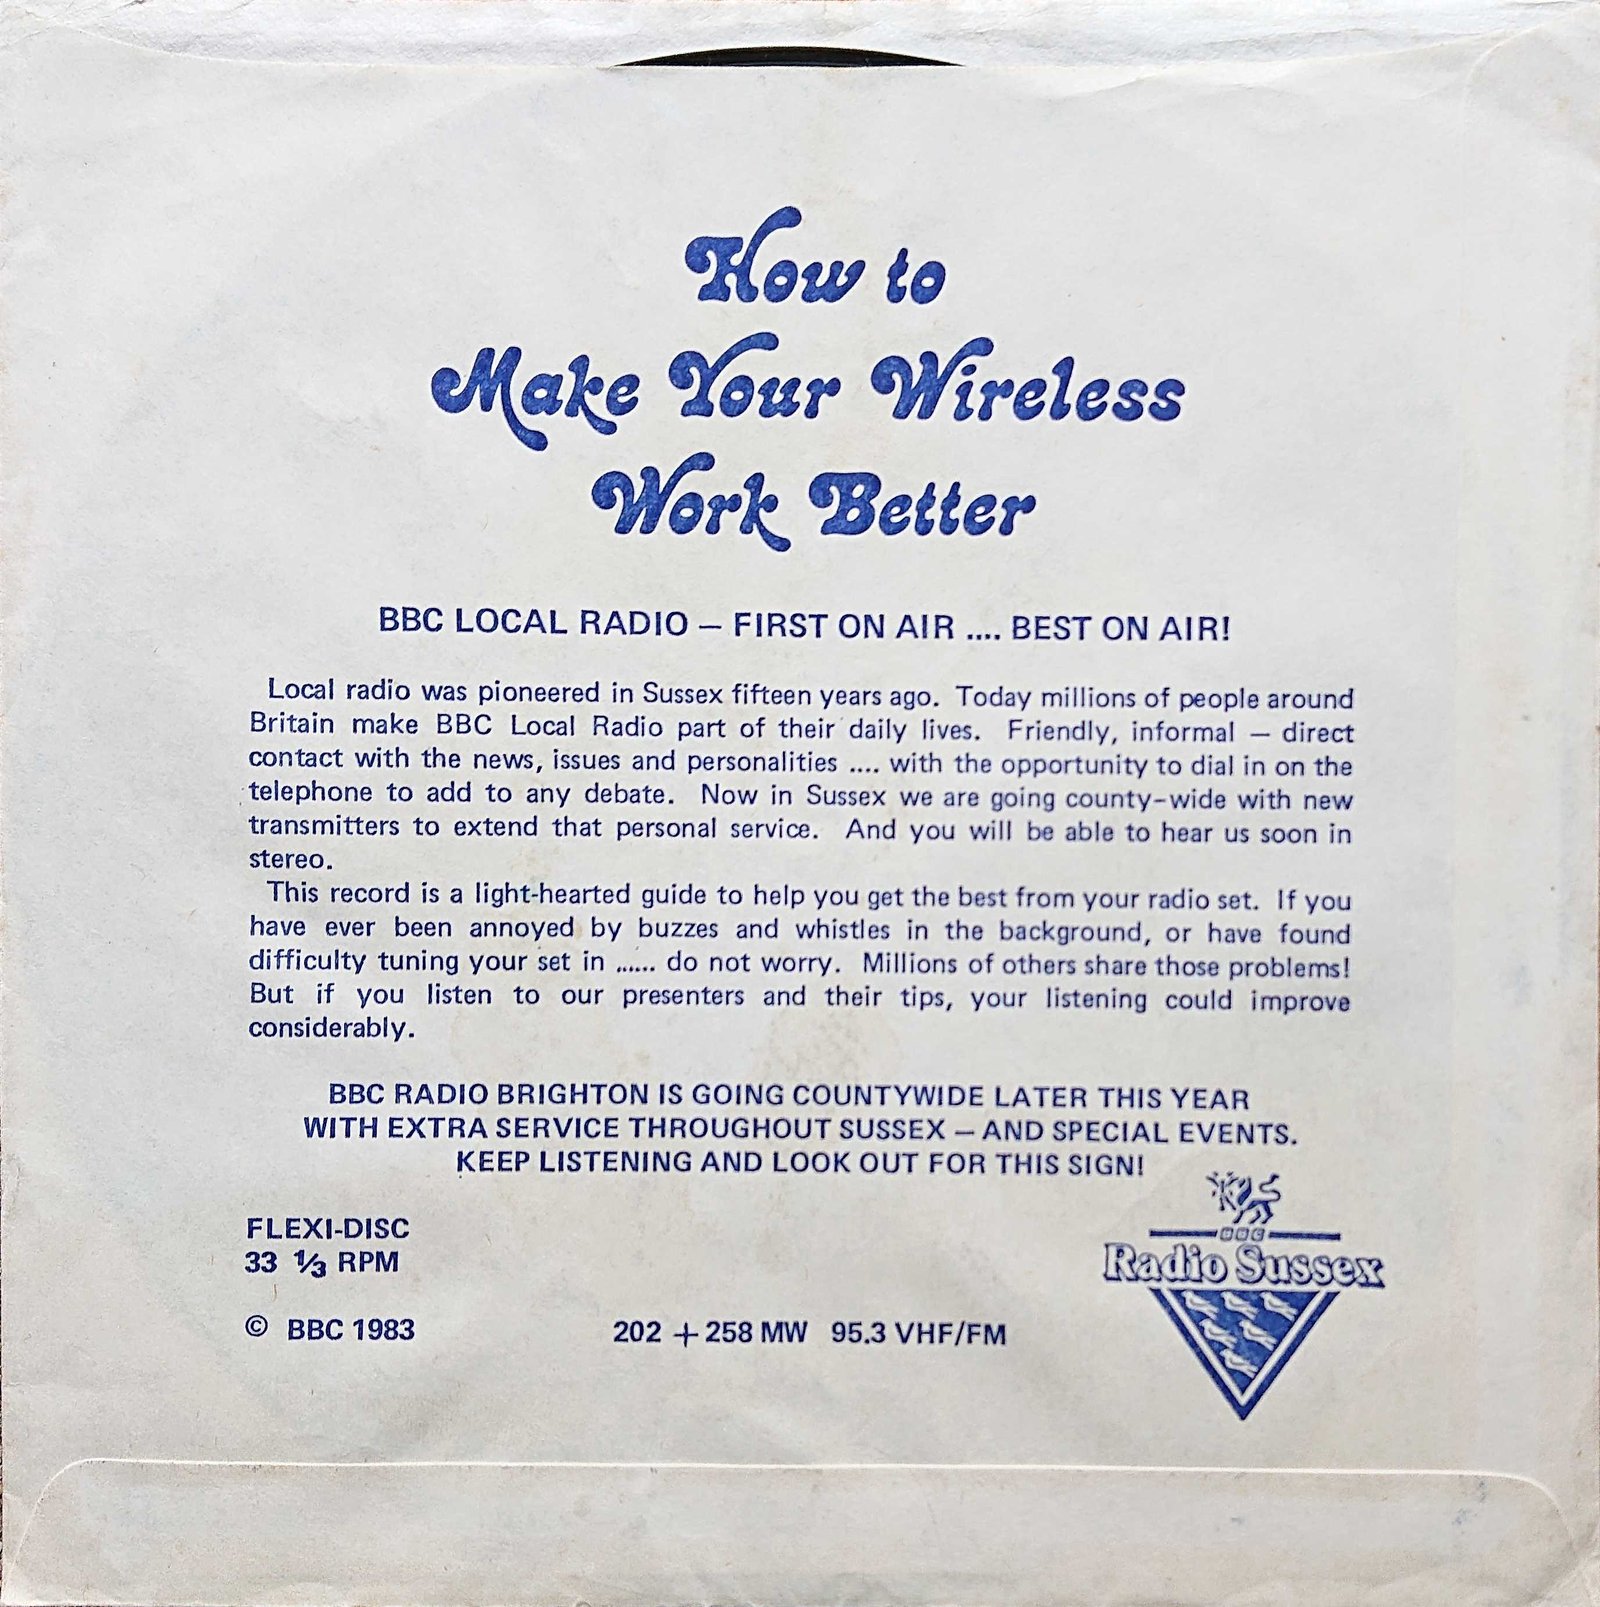 How to
Make Your Wireless
Work Better
BBC LOCAL RADIO – FIRST ON AIR .... BEST ON AIR!
Local radio was pioneered in Sussex fifteen years ago. Today millions of people around
Britain make BBC Local Radio part of their daily lives. Friendly, informal – direct
contact with the news, issues and personalities .... with the opportunity to dial in on the
telephone to add to any debate. Now in Sussex we are going county-wide with new
transmitters to extend that personal service. And you will be able to hear us soon in
stereo.
This record is a light-hearted guide to help you get the best from your radio set. If you
have ever been annoyed by buzzes and whistles in the background, or have found
difficulty tuning your set in ...... do not worry. Millions of others share those problems!
But if you listen to our presenters and their tips, your listening could improve
considerably.
BBC RADIO BRIGHTON IS GOING COUNTYWIDE LATER THIS YEAR
WITH EXTRA SERVICE THROUGHOUT SUSSEX – AND SPECIAL EVENTS.
KEEP LISTENING AND LOOK OUT FOR THIS SIGN!
FLEXI-DISC
33 ⅓ RPM
© BBC 1983
202 + 258 MW 95.3 VHF/FM
BBC
Radio Sussex